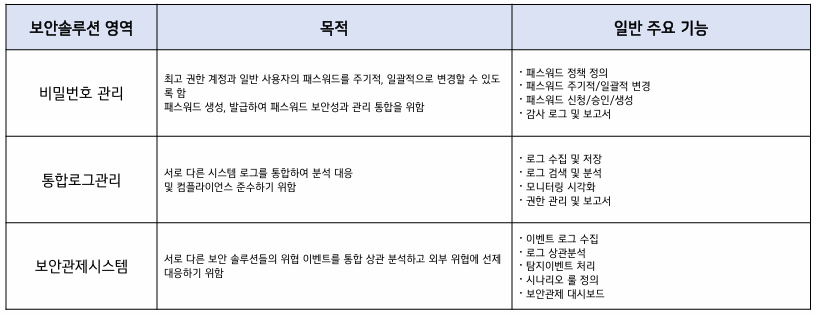 보안솔루션 영역
목적
일반 주요 기능
비밀번호 관리
최고 권한 계정과 일반 사용자의 패스워드를 주기적, 일괄적으로 변경할 수 있도
록 함
패스워드 생성, 발급하여 패스워드 보안성과 관리 통합을 위함
· 패스워드 정책 정의
· 패스워드 주기적/일괄적 변경
· 패스워드 신청/승인/생성
· 감사 로그 및 보고서
통합로그관리
서로 다른 시스템 로그를 통합하여 분석 대응
및 컴플라이언스 준수하기 위함
· 로그 수집 및 저장
· 로그 검색 및 분석
· 모니터링 시각화
· 권한 관리 및 보고서
보안관제시스템
서로 다른 보안 솔루션들의 위협 이벤트를 통합 상관 분석하고 외부 위협에 선제
대응하기 위함
· 이벤트 로그 수집
· 로그 상관분석
· 탐지이벤트 처리
· 시나리오 룰 정의
· 보안관제 대시보드